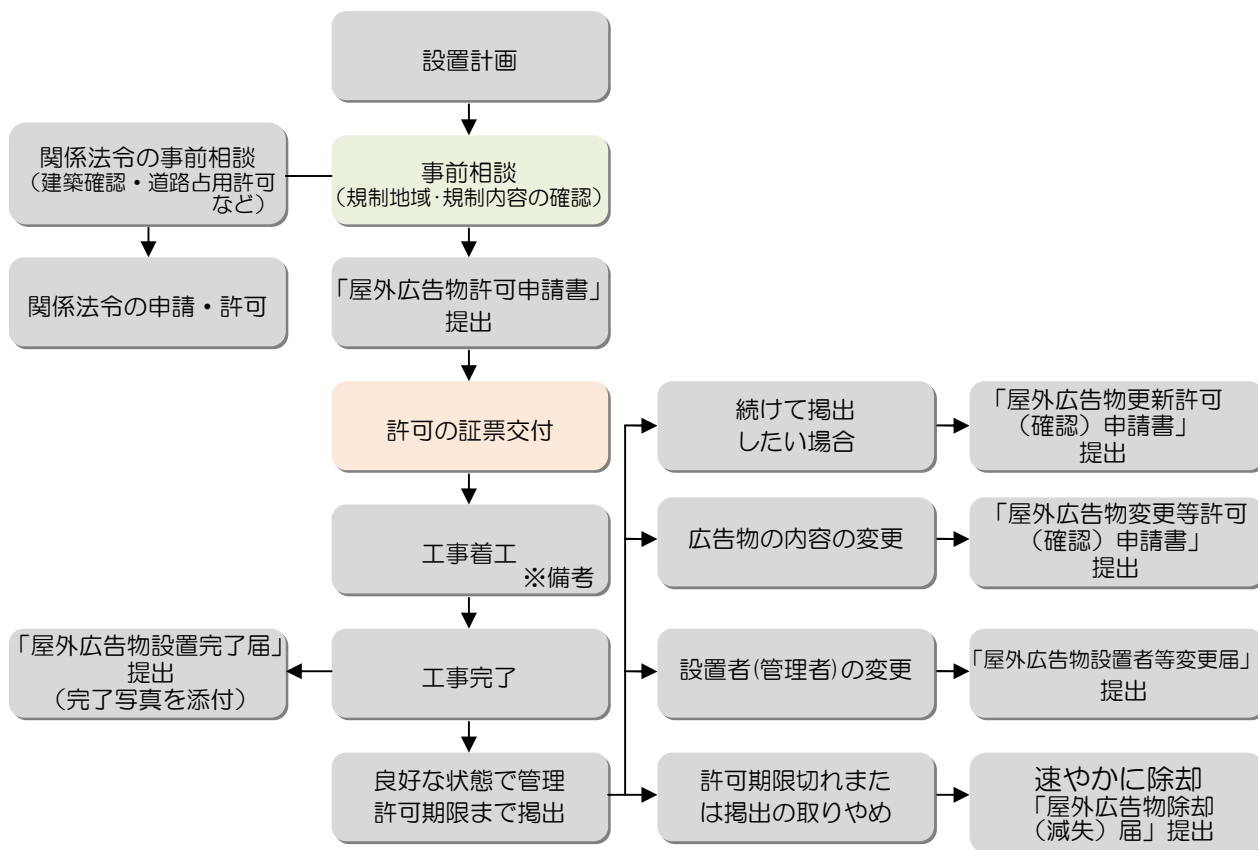 設置計画
関係法令の事前相談
（建築確認・道路占用許可
など）
事前相談
（規制地域・規制内容の確認）
関係法令の申請・許可
「屋外広告物許可申請書」
提出
許可の証票交付
続けて掲出
したい場合
「屋外広告物更新許可
（確認）申請書」
提出
工事着工
※備考
広告物の内容の変更
「屋外広告物変更等許可
（確認）申請書」
提出
「屋外広告物設置完了届」
提出
（完了写真を添付）
工事完了
設置者(管理者)の変更
「屋外広告物設置者等変更届」
提出
良好な状態で管理
許可期限まで掲出
許可期限切れまた
は掲出の取りやめ
速やかに除却
「屋外広告物除却
（滅失）届」提出